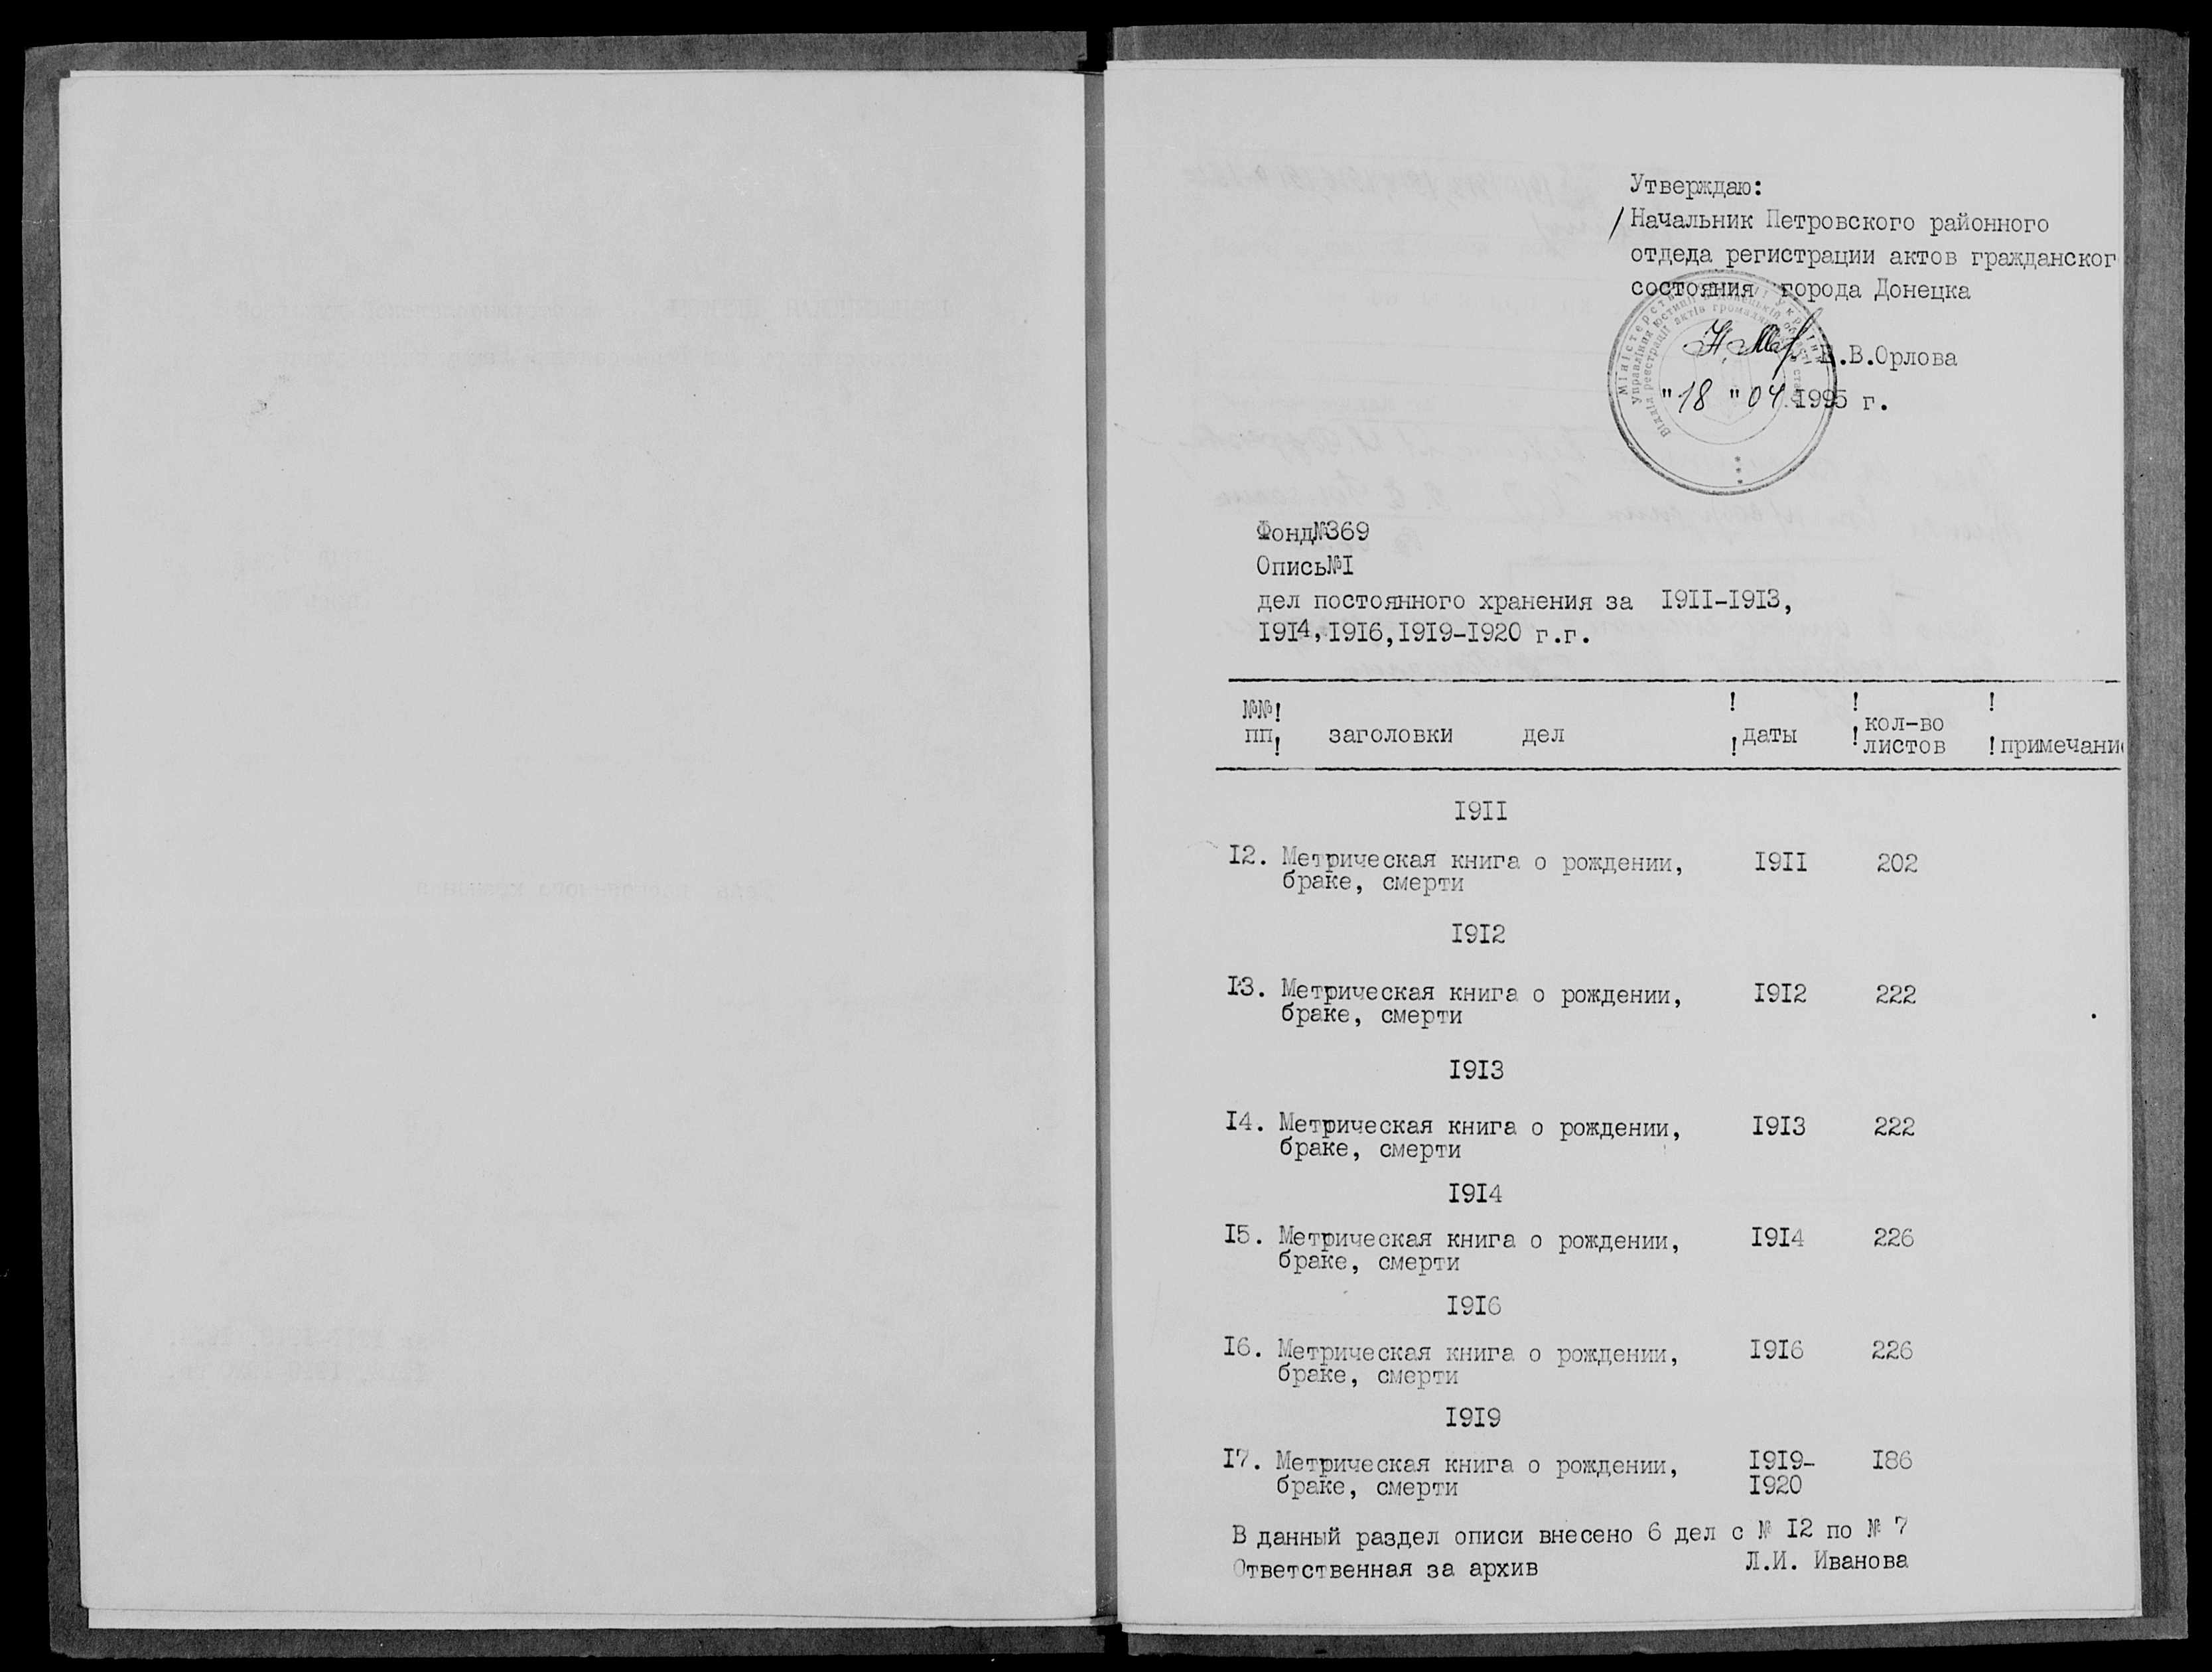 Утверждаю:
/ Начальник Петровского районного
отдеда регистрации актов гражданског
состояния города Донецка
В.Орлова
"18" 04 1995 г.
Фонд№369
Опись№I
дел постоянного хранения за I9II-I9I3,
I9I4, I9I6, I9I9-I920 г.г.
№№! ! ! !
пп! заголовки дел !даты !кол-во листов !примечание
I9II
I2. Метрическая книга о рождении, I9II 202
браке, смерти
I9I2
I3. Метрическая книга о рождении, I9I2 222
браке, смерти
I9I3
I4. Метрическая книга о рождении, I9I3 222
браке, смерти
I9I4
I5. Метрическая книга о рождении, I9I4 226
браке, смерти
I9I6
I6. Метрическая книга о рождении, I9I6 226
браке, смерти
I9I9
I7. Метрическая книга о рождении, I9I9- I86
браке, смерти I920
В данный раздел описи внесено 6 дел с № I2 по № 7
Ответственная за архив Л.И. Иванова